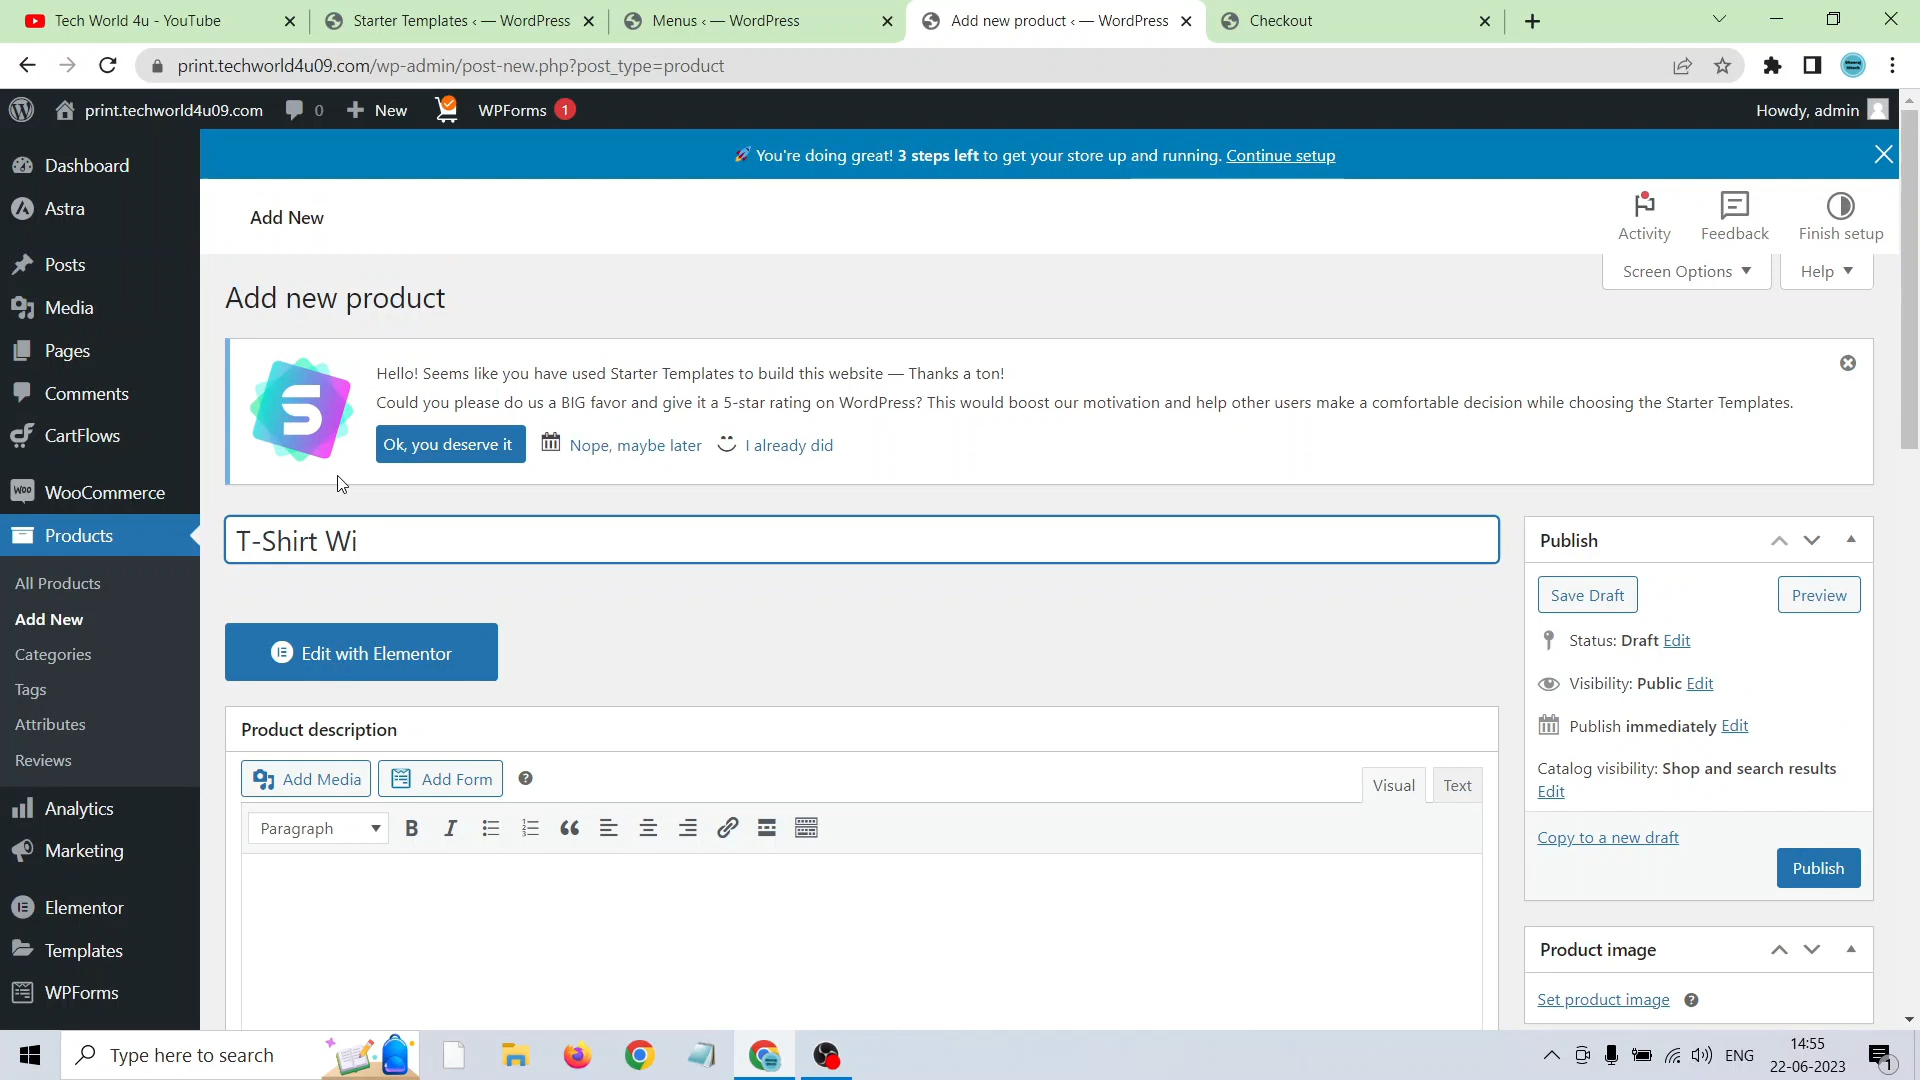 Tech World 4u - YouTube
Starter Templates ‹ — WordPress
Menus ‹ — WordPress
Add new product ‹ — WordPress
Checkout
print.techworld4u09.com/wp-admin/post-new.php?post_type=product
print.techworld4u09.com
0
New
WPForms 1
Howdy, admin
🚀 You're doing great! 3 steps left to get your store up and running. Continue setup
Dashboard
Astra
Posts
Media
Pages
Comments
CartFlows
WooCommerce
Products
All Products
Add New
Categories
Tags
Attributes
Reviews
Analytics
Marketing
Elementor
Templates
WPForms
Add New
Activity
Feedback
Finish setup
Screen Options
Help
Add new product
Hello! Seems like you have used Starter Templates to build this website — Thanks a ton!
Could you please do us a BIG favor and give it a 5-star rating on WordPress? This would boost our motivation and help other users make a comfortable decision while choosing the Starter Templates.
Ok, you deserve it
Nope, maybe later
I already did
T-Shirt Wi
Edit with Elementor
Product description
Add Media
Add Form
Visual
Text
Paragraph
Publish
Save Draft
Preview
Status: Draft Edit
Visibility: Public Edit
Publish immediately Edit
Catalog visibility: Shop and search results
Edit
Copy to a new draft
Publish
Product image
Set product image
Type here to search
ENG
14:55
22-06-2023
1